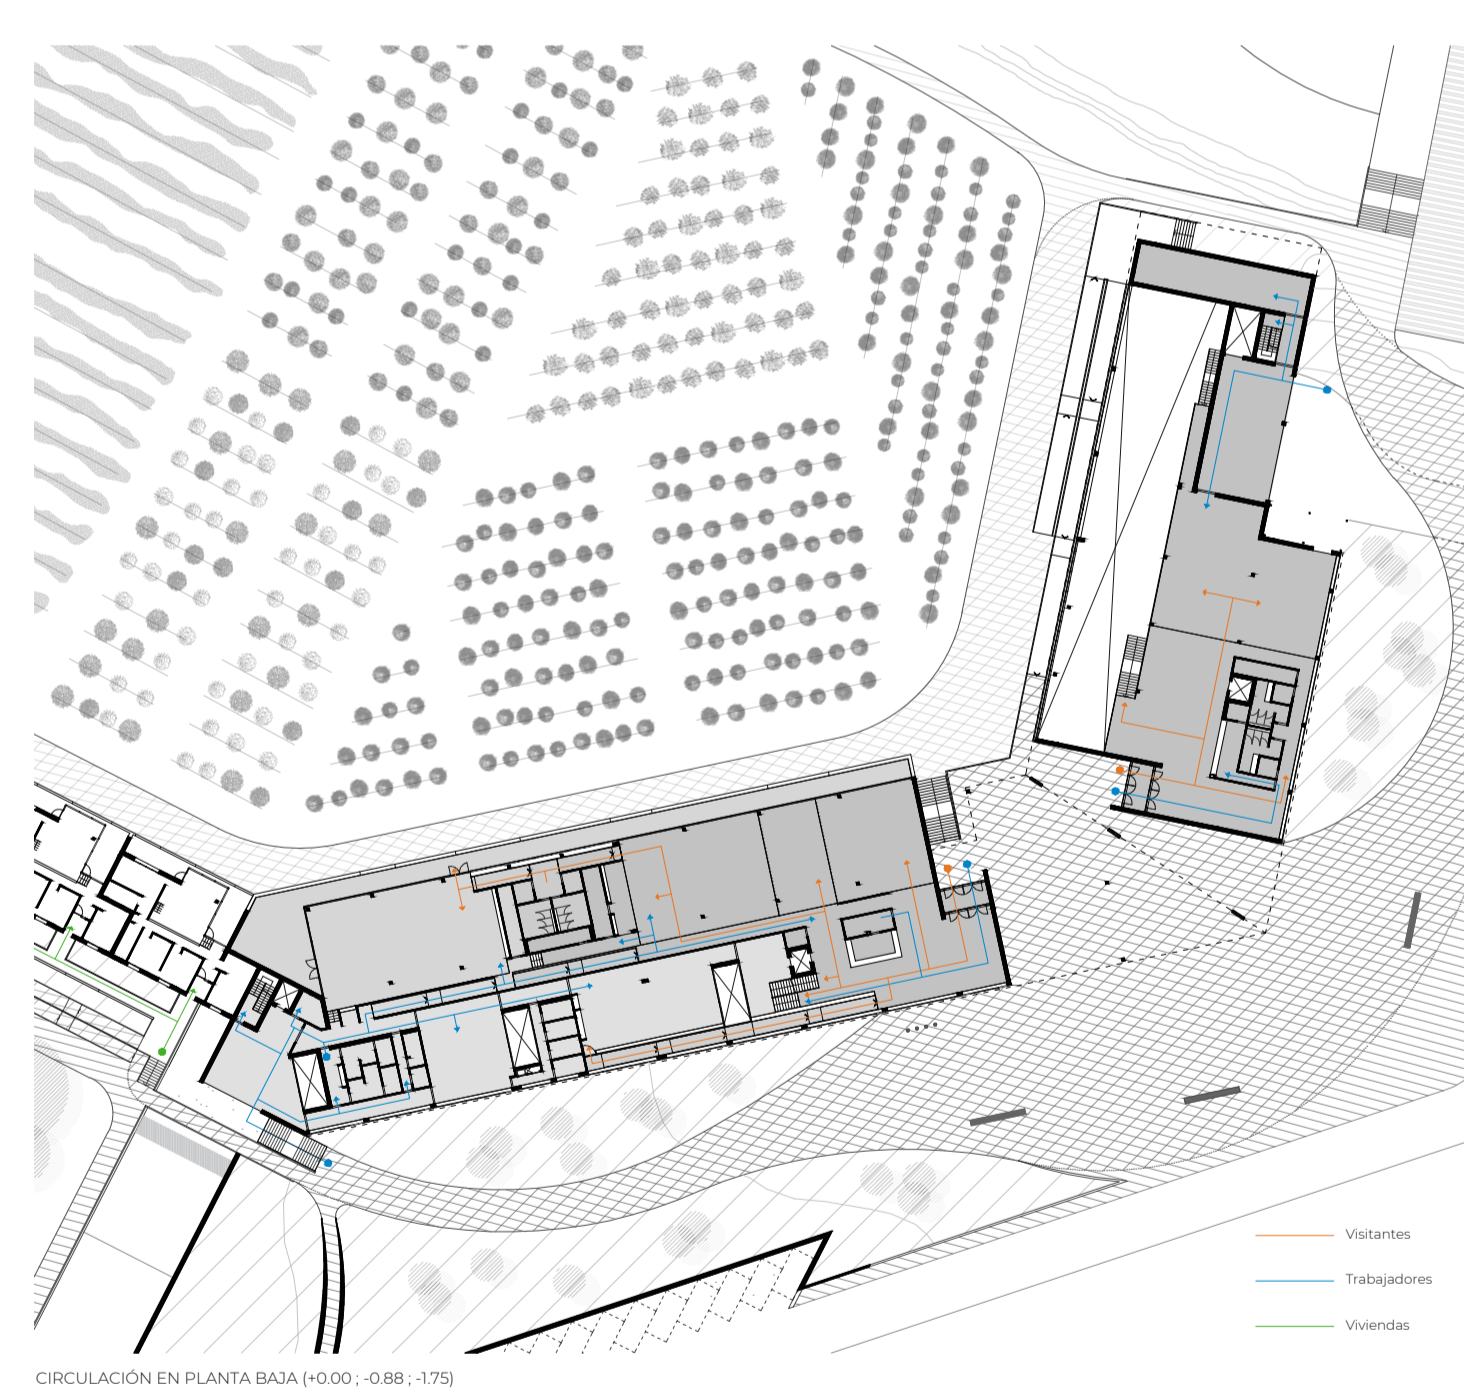 Visitantes
Trabajadores
Viviendas
CIRCULACIÓN EN PLANTA BAJA (+0.00 ; -0.88 ; -1.75)